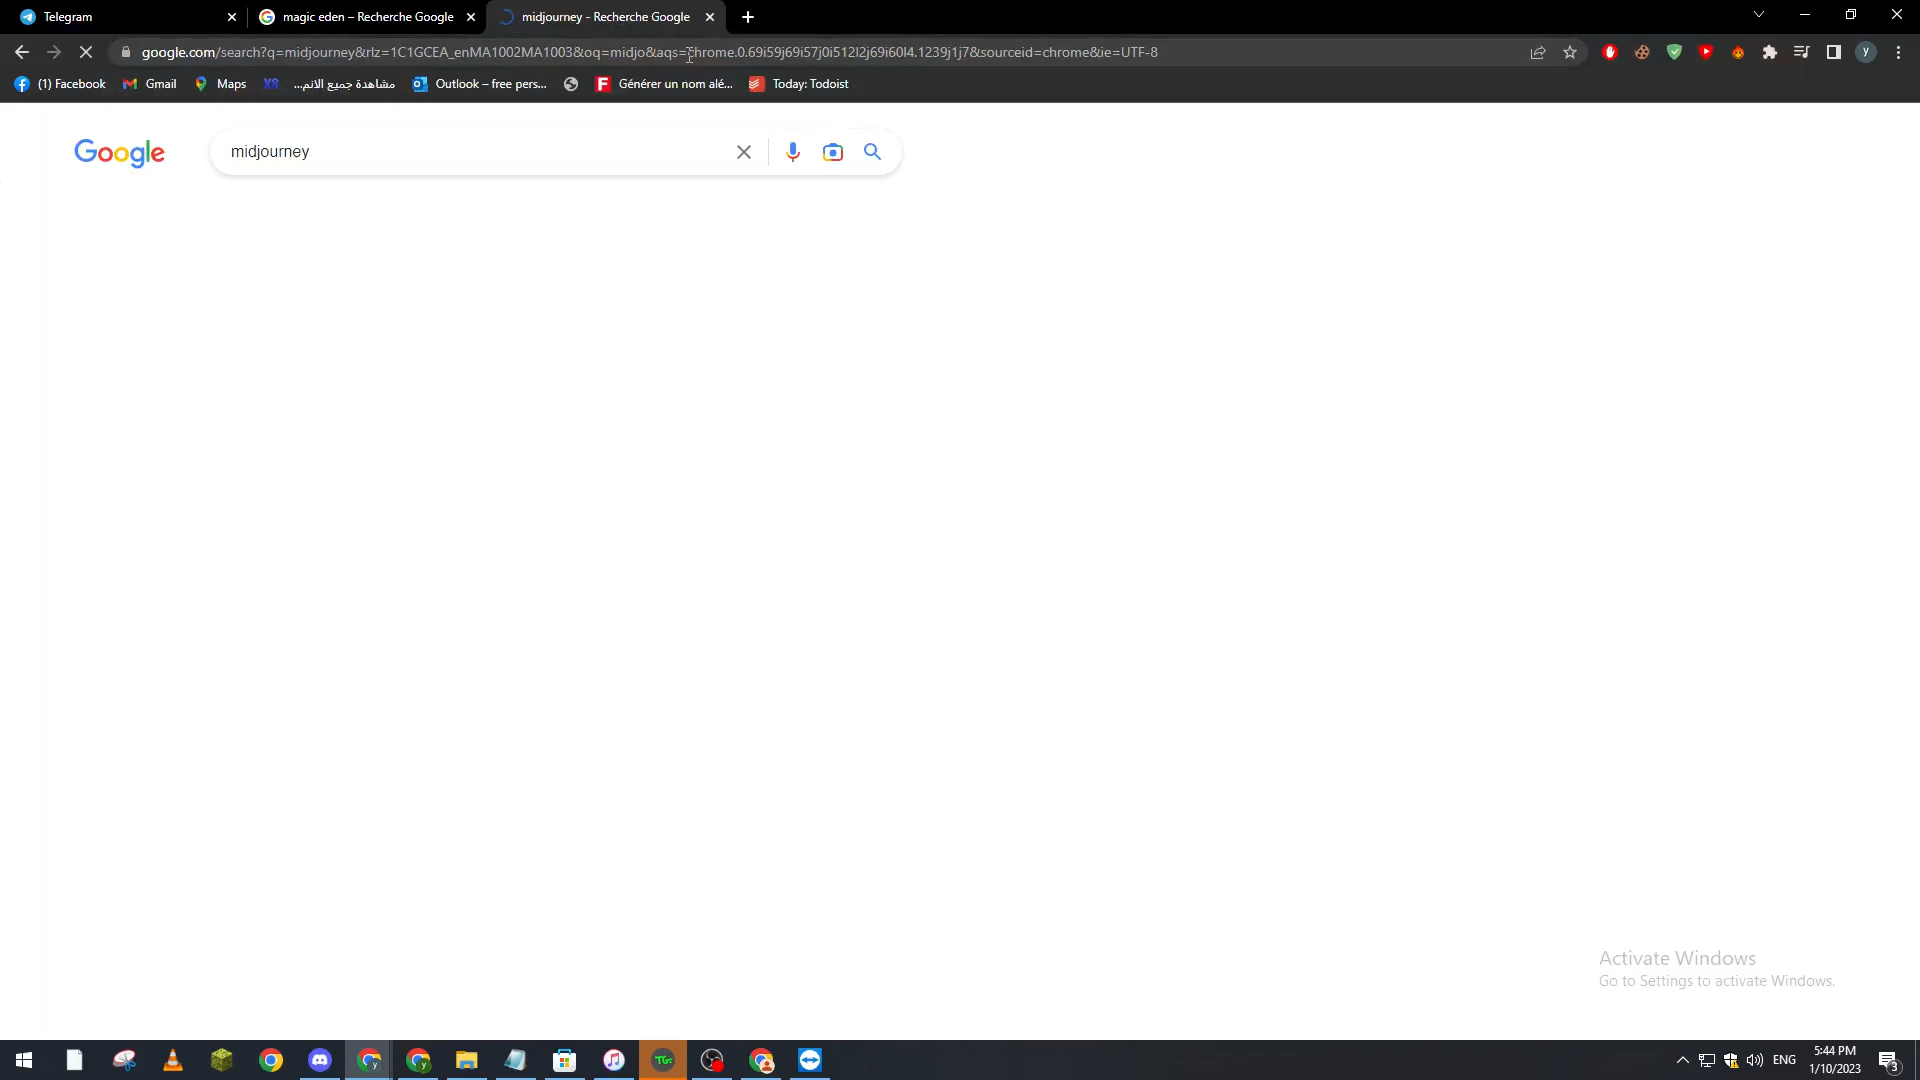 Telegram
magic eden – Recherche Google
midjourney - Recherche Google
google.com/search?q=midjourney&rlz=1C1GCEA_enMA1002MA1003&oq=midjo&aqs=chrome.0.69i59j69i57j0i512l2j69i60l4.1239j1j7&sourceid=chrome&ie=UTF-8
y
(1) Facebook
Gmail
Maps
XS
مشاهدة جميع الانم...
Outlook – free pers...
F
Générer un nom alé...
Today: Todoist
Google
midjourney
Activate Windows
Go to Settings to activate Windows.
ENG
5:44 PM
1/10/2023
3